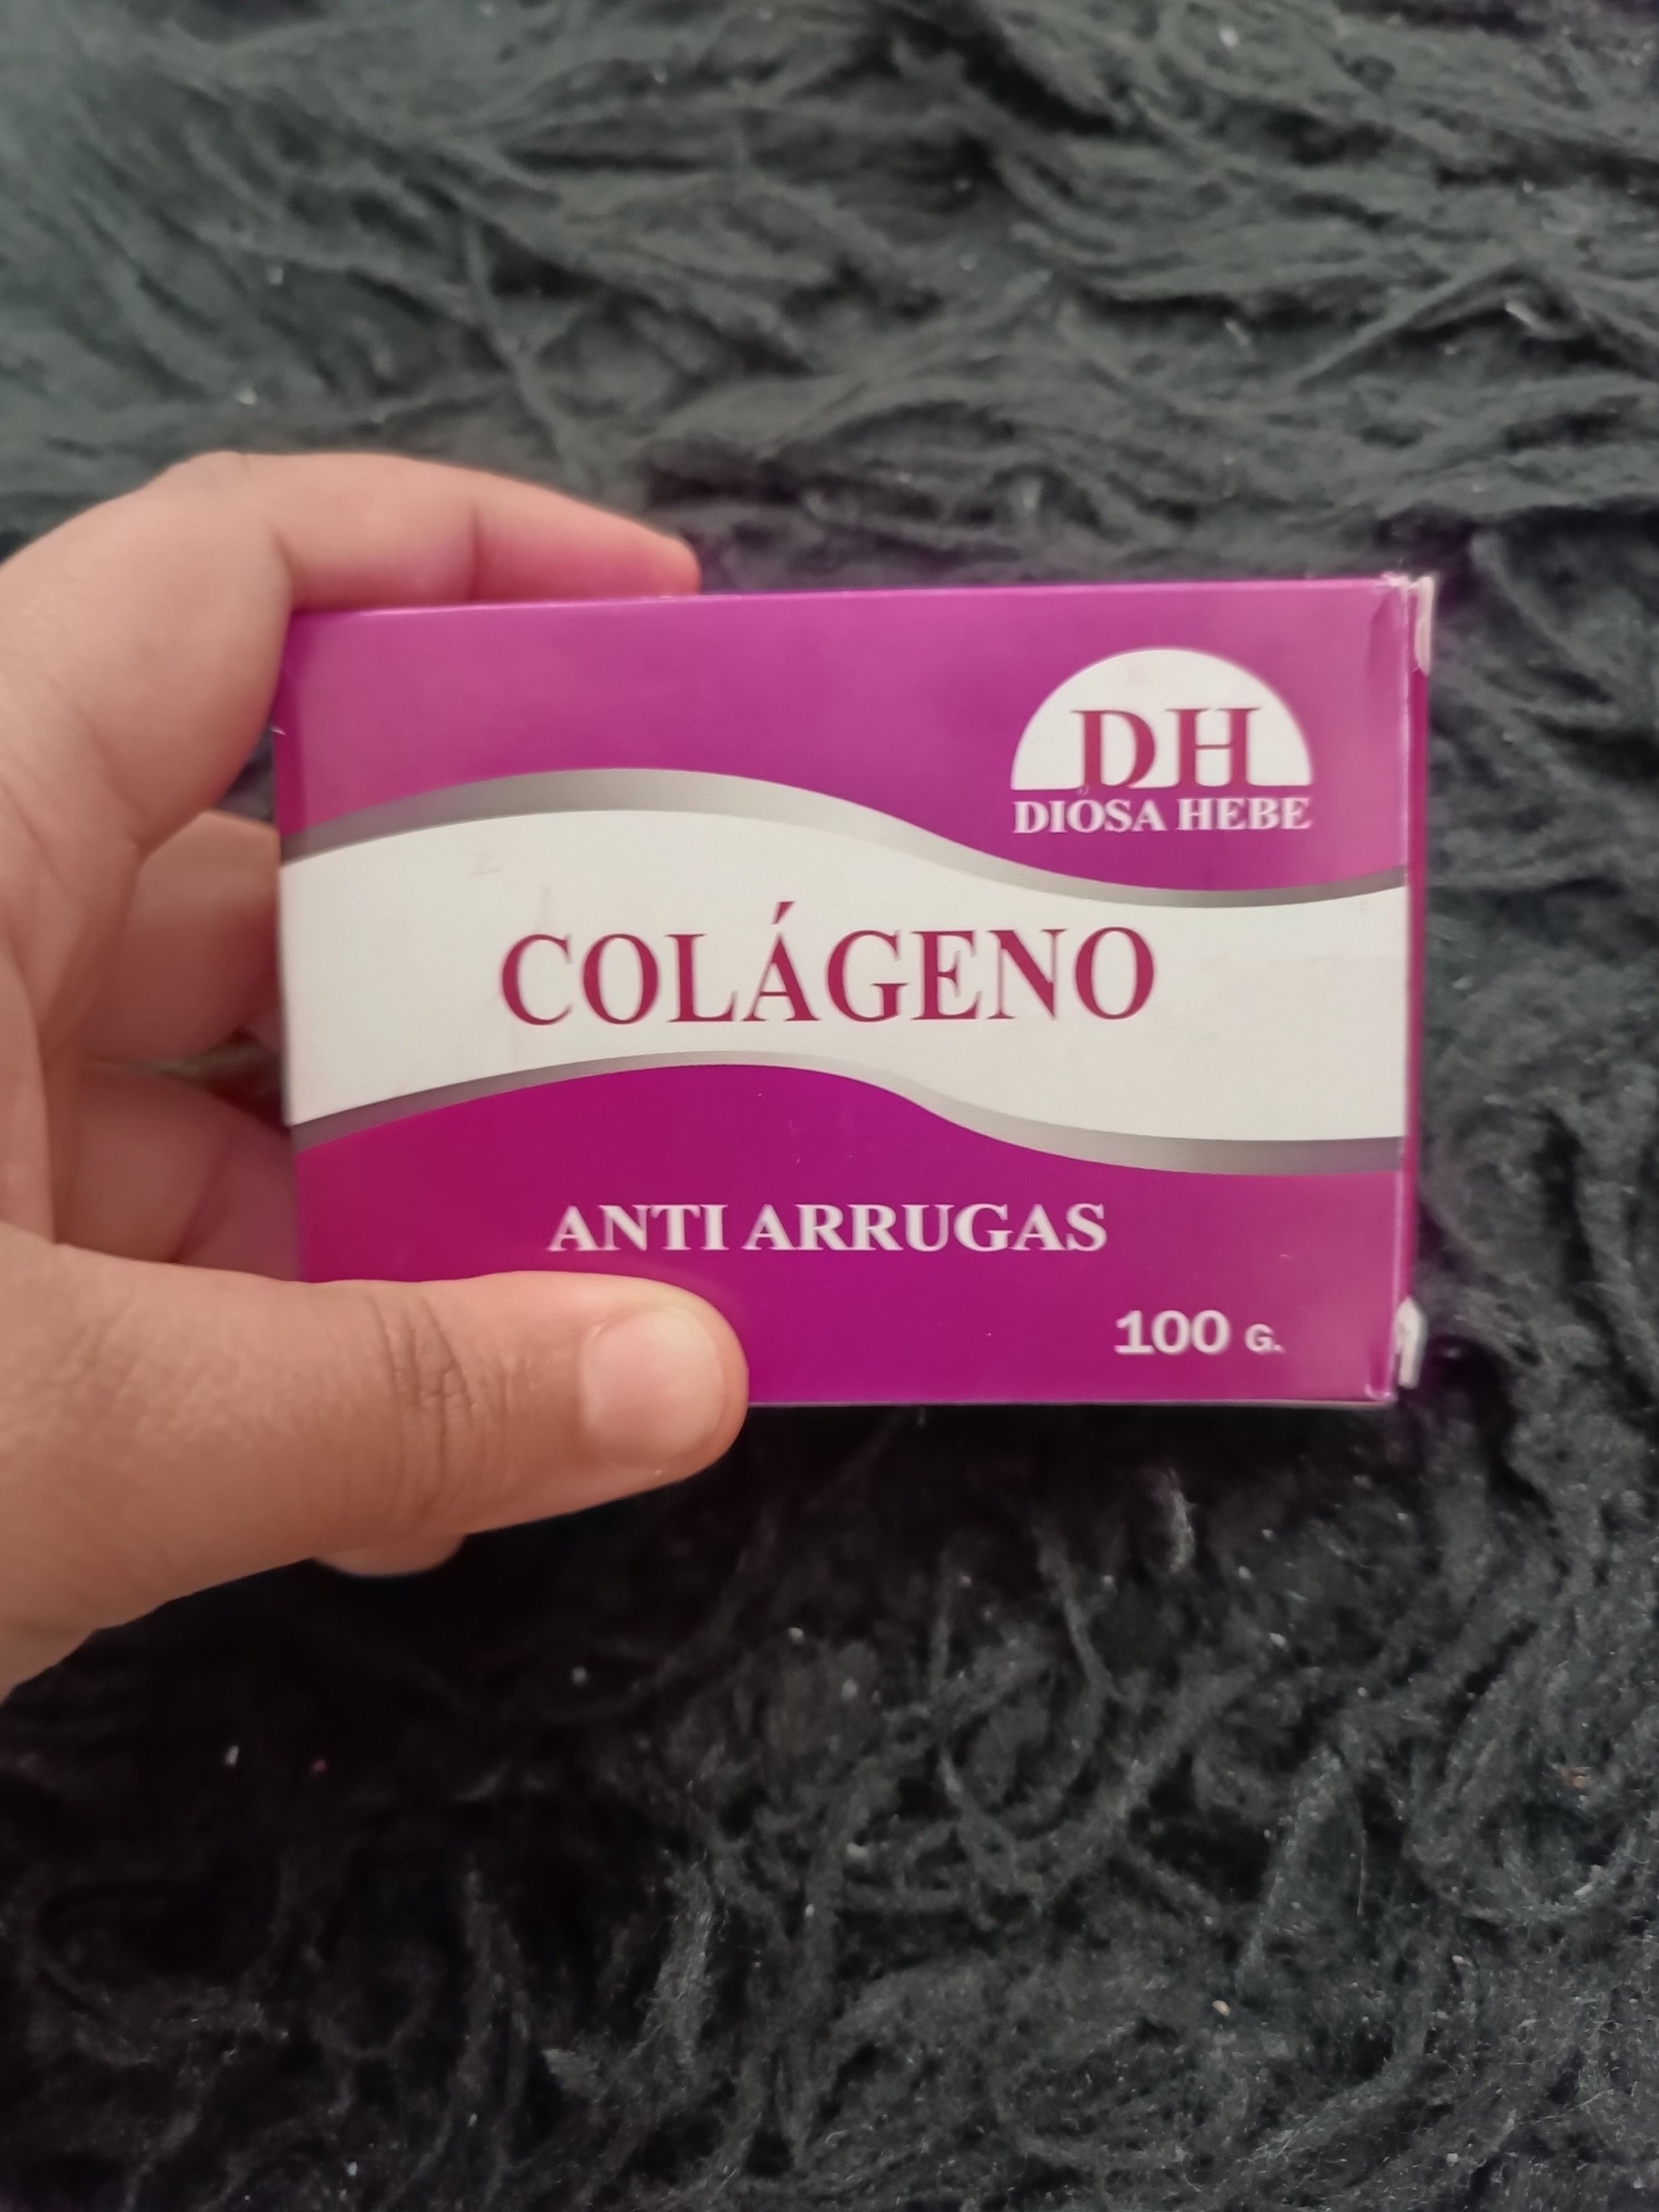 DH
DIOSA HEBE
COLÁGENO
ANTI ARRUGAS
100 G.